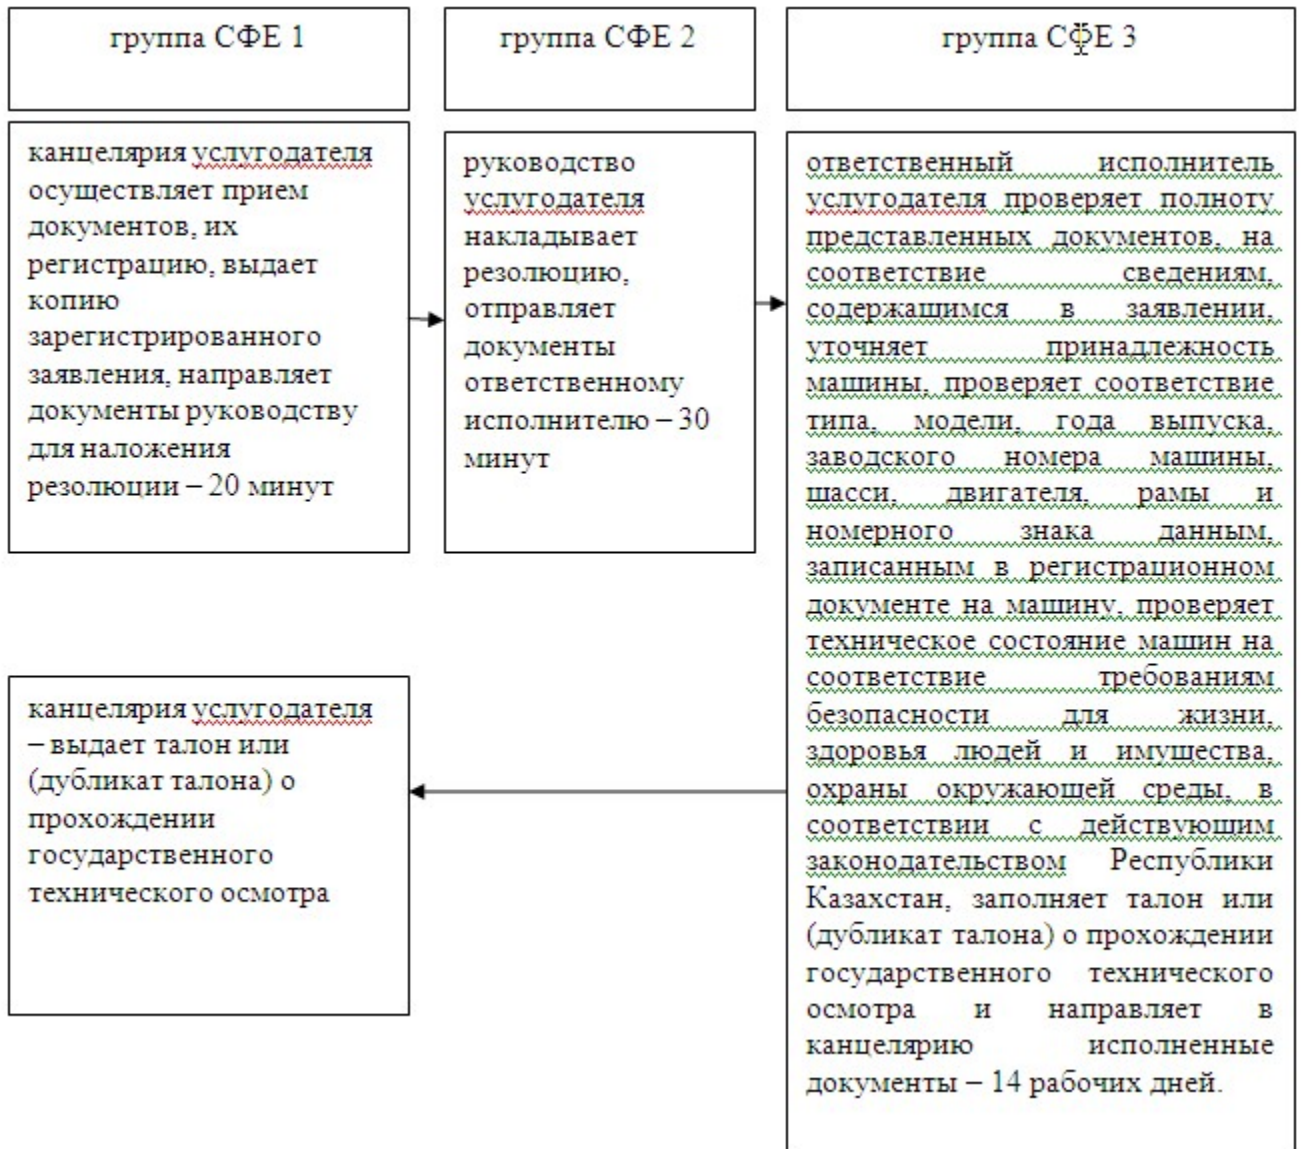 группа СФЕ 1
группа СФЕ 2
группа СФЕ 3
канцелярия услугодателя
осуществляет прием
документов, их
регистрацию, выдает
копию
зарегистрированного
заявления, направляет
документы руководству
для наложения
резолюции – 20 минут
руководство
услугодателя
накладывает
резолюцию,
отправляет
документы
ответственному
исполнителю – 30
минут
ответственный исполнитель
услугодателя проверяет полноту
представленных документов, на
соответствие сведениям,
содержащимся в заявлении,
уточняет принадлежность
машины, проверяет соответствие
типа, модели, года выпуска,
заводского номера машины,
шасси, двигателя, рамы и
номерного знака данным,
записанным в регистрационном
документе на машину, проверяет
техническое состояние машин на
соответствие требованиям
безопасности для жизни,
здоровья людей и имущества,
охраны окружающей среды, в
соответствии с действующим
законодательством Республики
Казахстан, заполняет талон или
(дубликат талона) о прохождении
государственного технического
осмотра и направляет в
канцелярию исполненные
документы – 14 рабочих дней.
канцелярия услугодателя
– выдает талон или
(дубликат талона) о
прохождении
государственного
технического осмотра